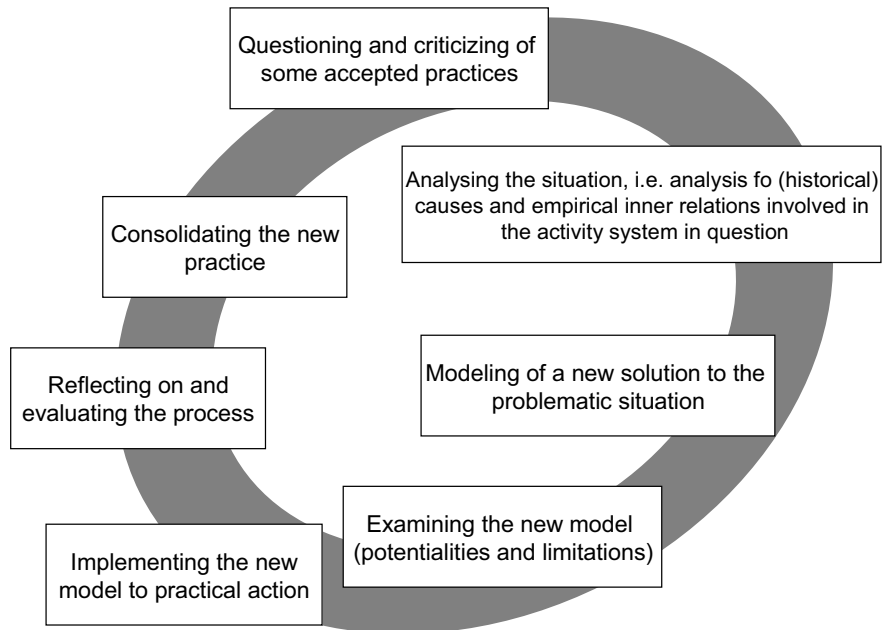 Questioning and criticizing of
some accepted practices
Analysing the situation, i.e. analysis fo (historical)
causes and empirical inner relations involved in
the activity system in question
Modeling of a new solution to the
problematic situation
Examining the new model
(potentialities and limitations)
Implementing the new
model to practical action
Reflecting on and
evaluating the process
Consolidating the new
practice